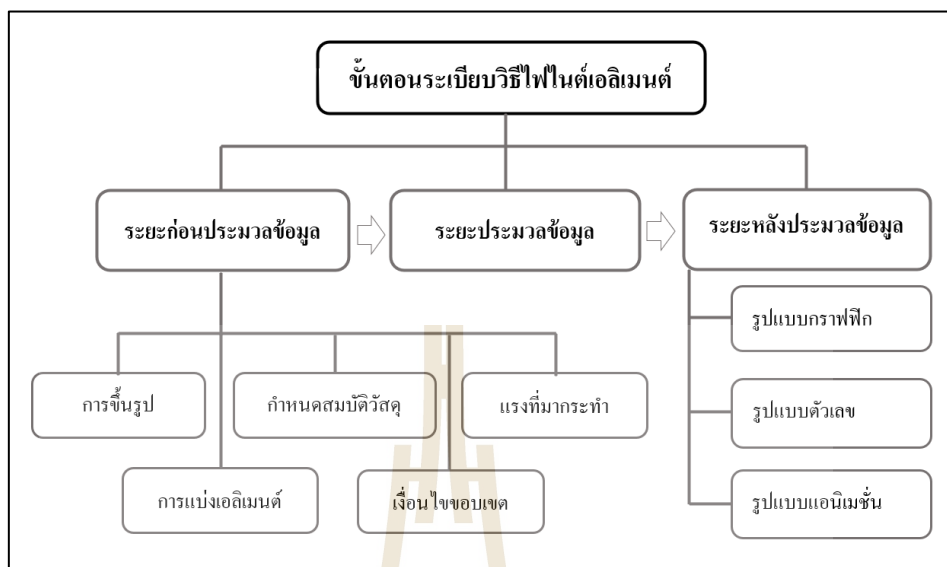 ขั้นตอนระเบียบวิธีไฟไนต์เอลิเมนต์
ระยะก่อนประมวลข้อมูล
ระยะประมวลข้อมูล
ระยะหลังประมวลข้อมูล
รูปแบบกราฟฟิก
การขึ้นรูป
กำหนดสมบัติวัสดุ
แรงที่มากระทำ
รูปแบบตัวเลข
การแบ่งเอลิเมนต์
เงื่อนไขขอบเขต
รูปแบบแอนิเมชั่น